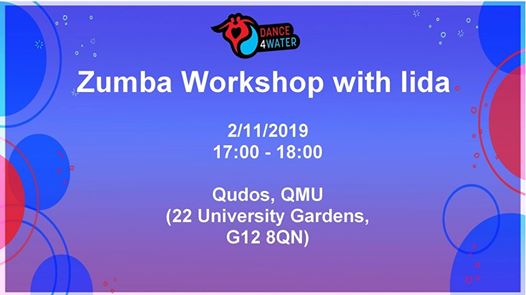 DANCE
4WATER
Zumba Workshop with Iida
2/11/2019
17:00 - 18:00
Qudos, QMU
(22 University Gardens,
G12 8QN)